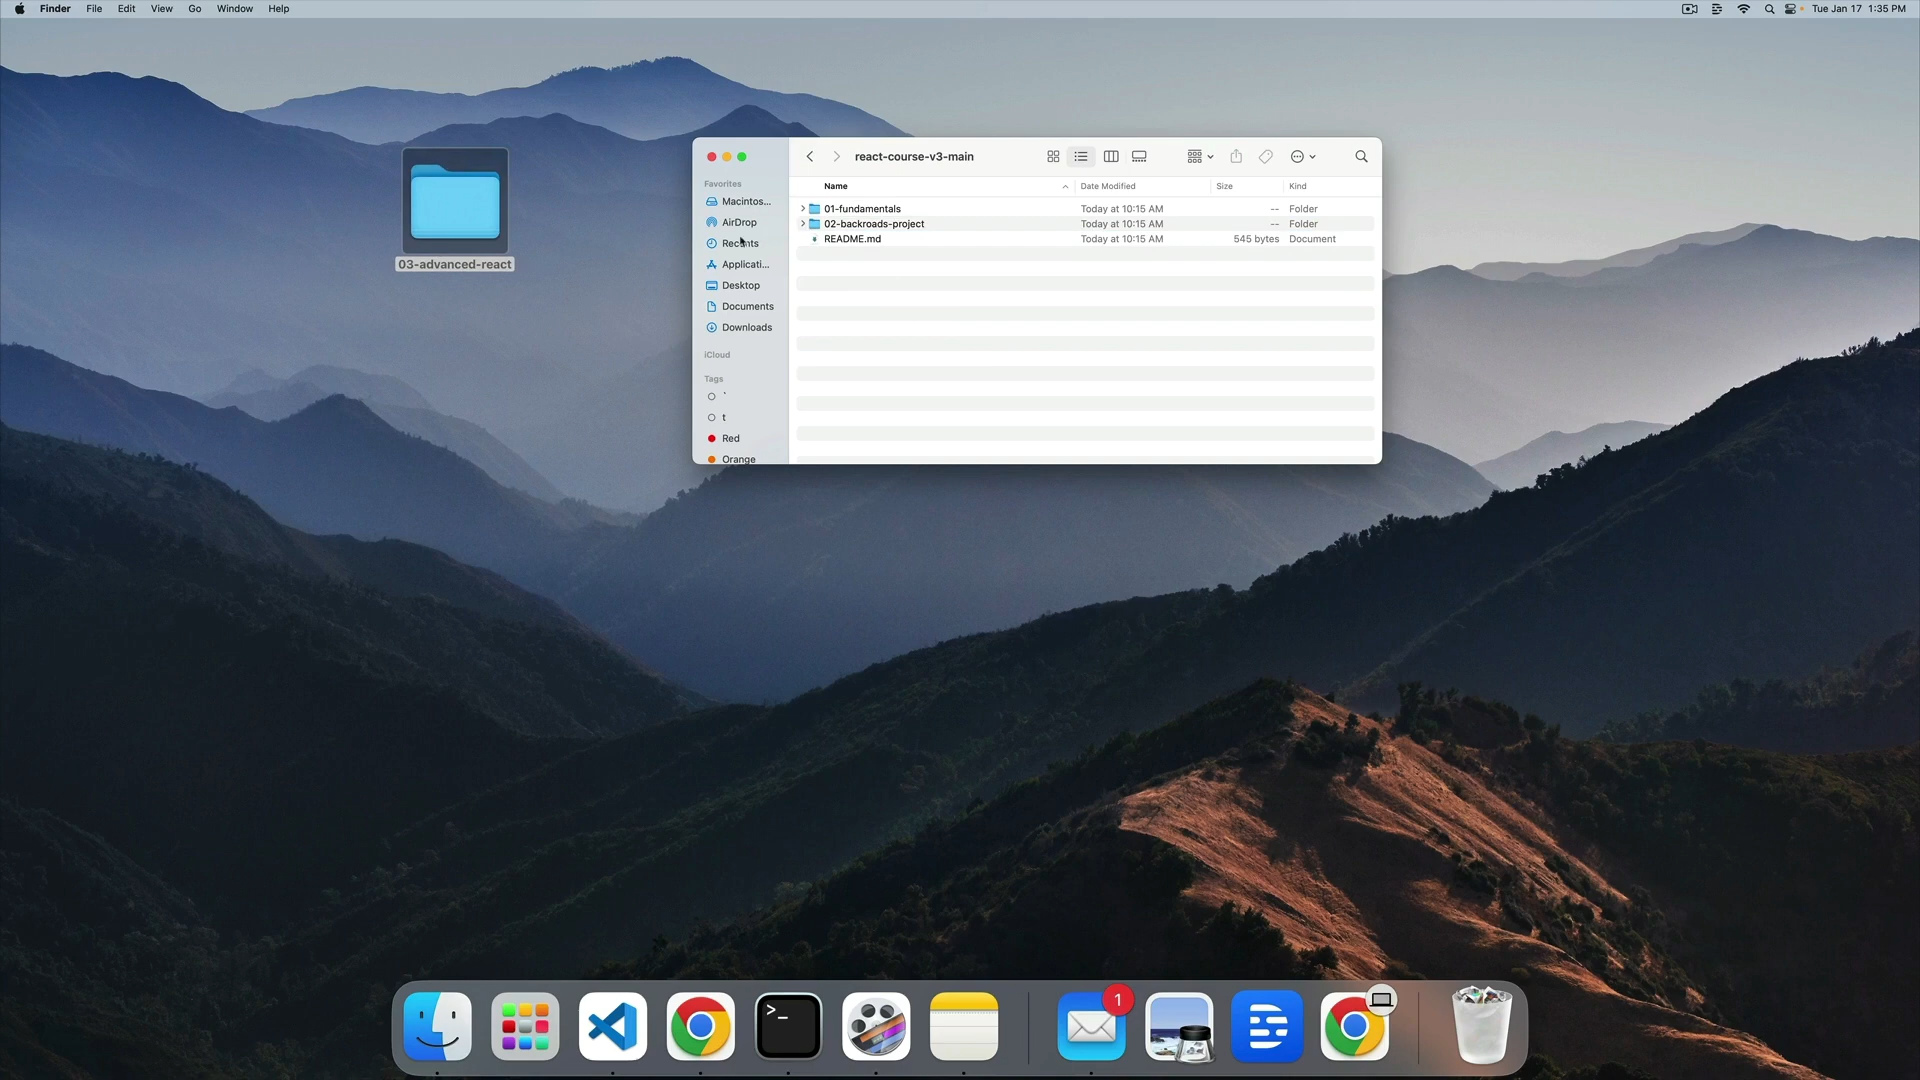 Finder File Edit View Go Window Help
Tue Jan 17 1:35 PM
03-advanced-react
react-course-v3-main
Favorites
Macintos...
AirDrop
Recents
Applicati...
Desktop
Documents
Downloads
iCloud
Tags
'
t
Red
Orange
Name Date Modified Size Kind
01-fundamentals Today at 10:15 AM -- Folder
02-backroads-project Today at 10:15 AM -- Folder
README.md Today at 10:15 AM 545 bytes Document
>_
1